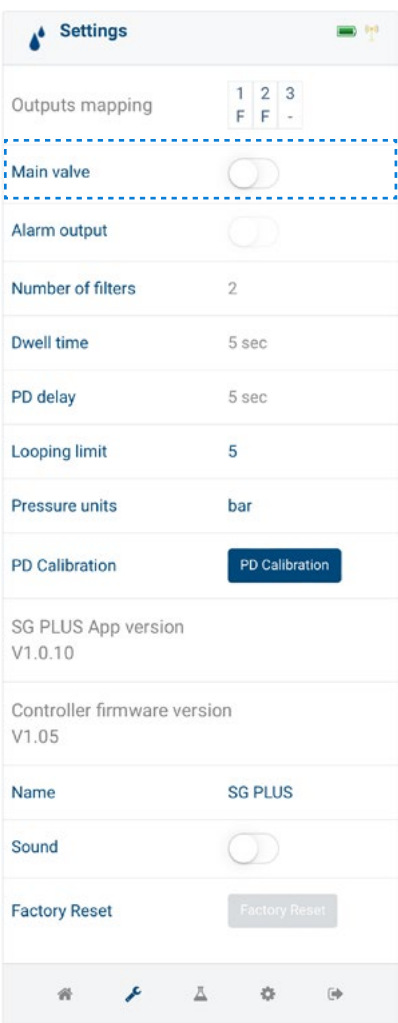 Settings
Outputs mapping
1 2 3
F F -
Main valve
Alarm output
Number of filters 2
Dwell time 5 sec
PD delay 5 sec
Looping limit 5
Pressure units bar
PD Calibration PD Calibration
SG PLUS App version
V1.0.10
Controller firmware version
V1.05
Name SG PLUS
Sound
Factory Reset Factory Reset